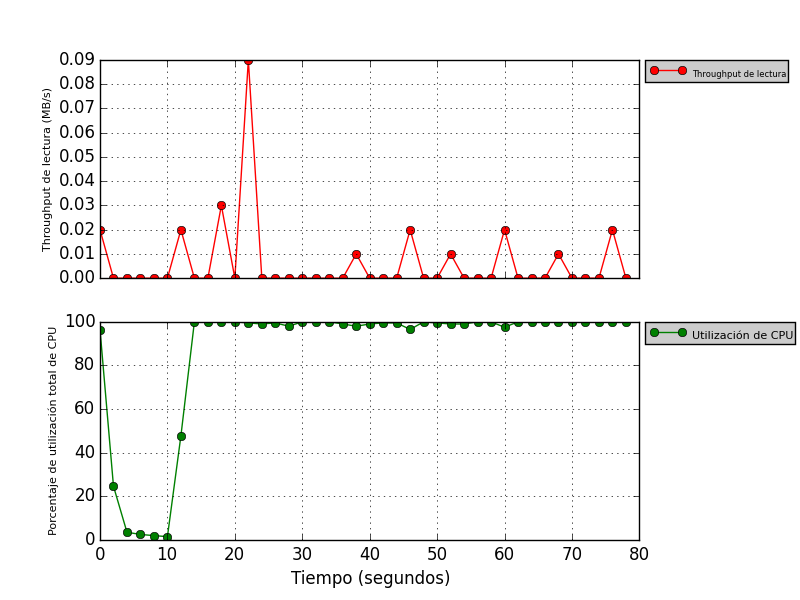 0.09
0.08
0.07
0.06
0.05
0.04
0.03
0.02
0.01
0.00
Throughput de lectura (MB/s)
Throughput de lectura
100
80
60
40
20
0
Porcentaje de utilización total de CPU
Utilización de CPU
0 10 20 30 40 50 60 70 80
Tiempo (segundos)